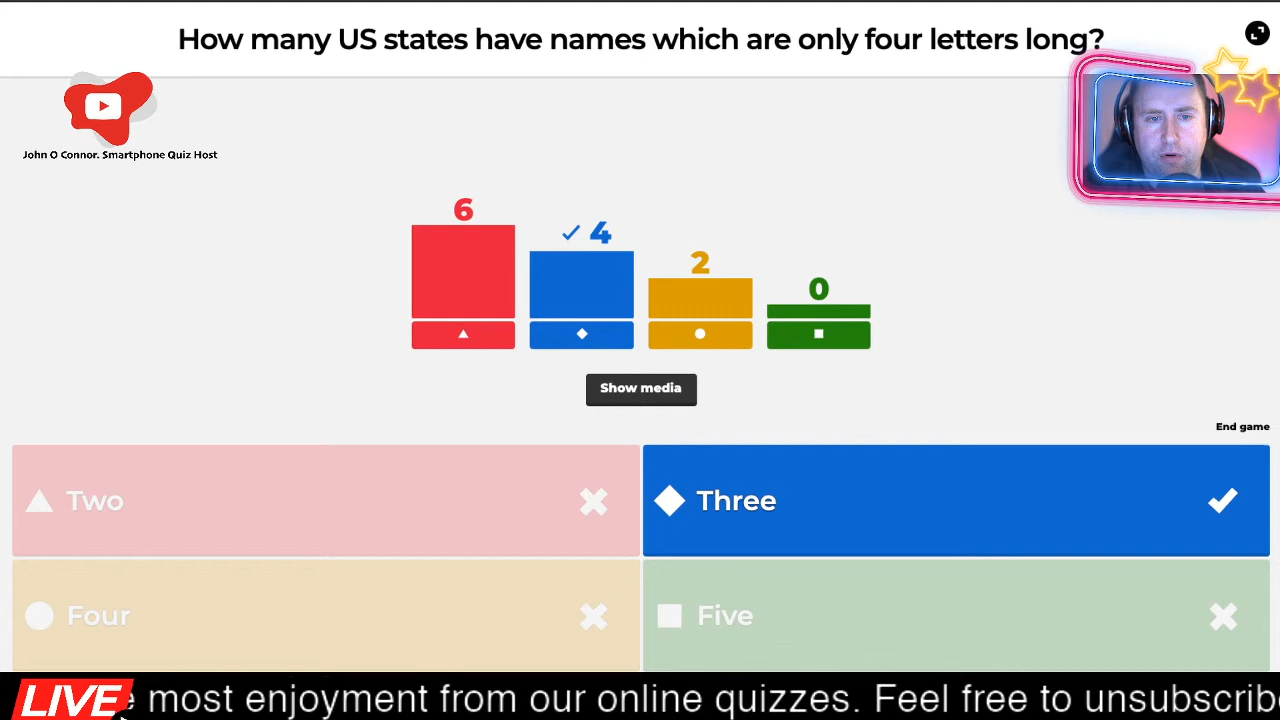 How many US states have names which are only four letters long?
John O Connor. Smartphone Quiz Host
6
4
2
0
Show media
End game
Two
Three
Four
Five
LIVE
most enjoyment from our online quizzes. Feel free to